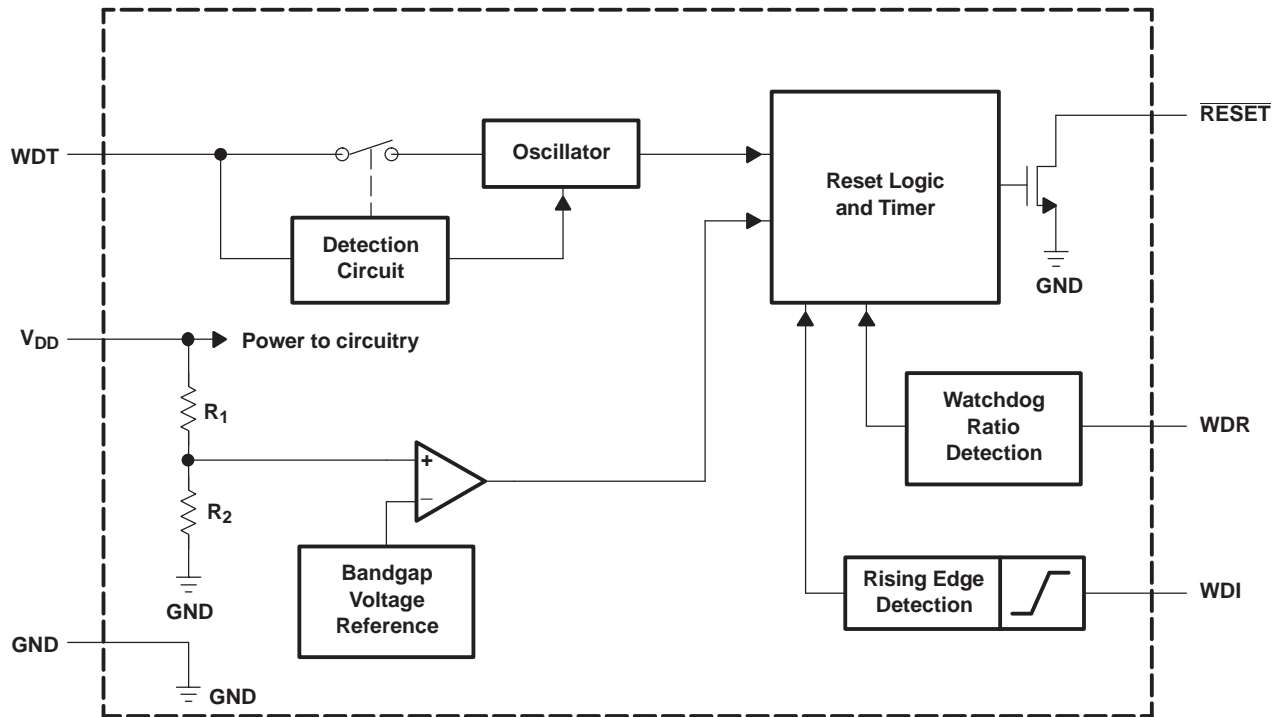 RESET
WDT
Oscillator
Reset Logic
and Timer
Detection
Circuit
GND
VDD
Power to circuitry
R1
Watchdog
Ratio
Detection
WDR
+
−
R2
Bandgap
Voltage
Reference
Rising Edge
Detection
WDI
GND
GND
GND